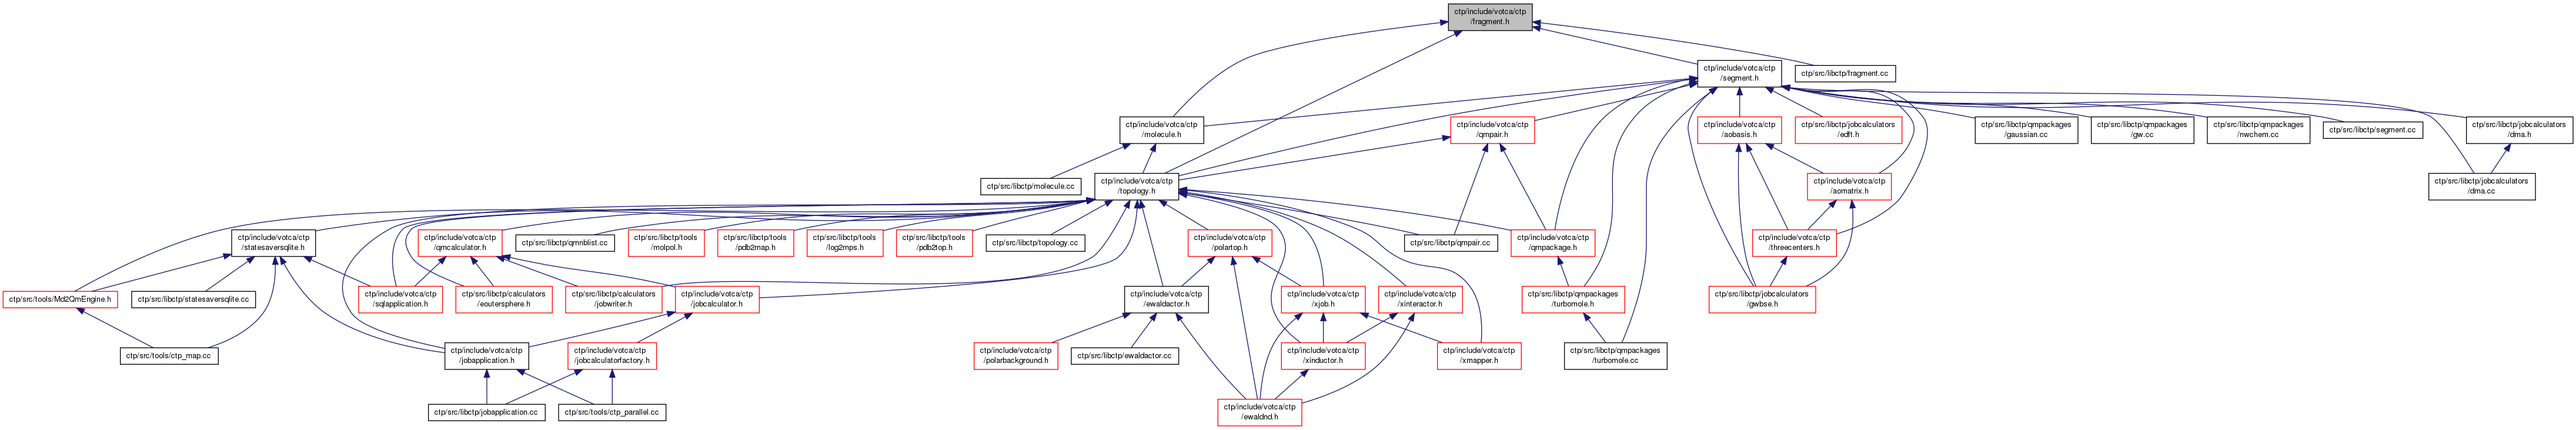 ctp/include/votca/ctp
/fragment.h
ctp/include/votca/ctp
/segment.h
ctp/src/libctp/fragment.cc
ctp/include/votca/ctp
/molecule.h
ctp/include/votca/ctp
/qmpair.h
ctp/include/votca/ctp
/aobasis.h
ctp/src/libctp/jobcalculators
/edft.h
ctp/src/libctp/qmpackages
/gaussian.cc
ctp/src/libctp/qmpackages
/gw.cc
ctp/src/libctp/qmpackages
/nwchem.cc
ctp/src/libctp/segment.cc
ctp/src/libctp/jobcalculators
/dma.h
ctp/src/libctp/molecule.cc
ctp/include/votca/ctp
/topology.h
ctp/include/votca/ctp
/aomatrix.h
ctp/src/libctp/jobcalculators
/dma.cc
ctp/include/votca/ctp
/statesaversqlite.h
ctp/include/votca/ctp
/qmcalculator.h
ctp/src/libctp/qmnblist.cc
ctp/src/libctp/tools
/molpol.h
ctp/src/libctp/tools
/pdb2map.h
ctp/src/libctp/tools
/log2mps.h
ctp/src/libctp/tools
/pdb2top.h
ctp/src/libctp/topology.cc
ctp/include/votca/ctp
/polartop.h
ctp/src/libctp/qmpair.cc
ctp/include/votca/ctp
/qmpackage.h
ctp/include/votca/ctp
/threecenters.h
ctp/src/tools/Md2QmEngine.h
ctp/src/libctp/statesaversqlite.cc
ctp/include/votca/ctp
/sqlapplication.h
ctp/src/libctp/calculators
/eoutersphere.h
ctp/src/libctp/calculators
/jobwriter.h
ctp/include/votca/ctp
/jobcalculator.h
ctp/include/votca/ctp
/ewaldactor.h
ctp/include/votca/ctp
/xjob.h
ctp/include/votca/ctp
/xinteractor.h
ctp/src/libctp/qmpackages
/turbomole.h
ctp/src/libctp/jobcalculators
/gwbse.h
ctp/src/tools/ctp_map.cc
ctp/include/votca/ctp
/jobapplication.h
ctp/include/votca/ctp
/jobcalculatorfactory.h
ctp/include/votca/ctp
/polarbackground.h
ctp/src/libctp/ewaldactor.cc
ctp/include/votca/ctp
/xinductor.h
ctp/include/votca/ctp
/xmapper.h
ctp/src/libctp/qmpackages
/turbomole.cc
ctp/src/libctp/jobapplication.cc
ctp/src/tools/ctp_parallel.cc
ctp/include/votca/ctp
/ewaldnd.h